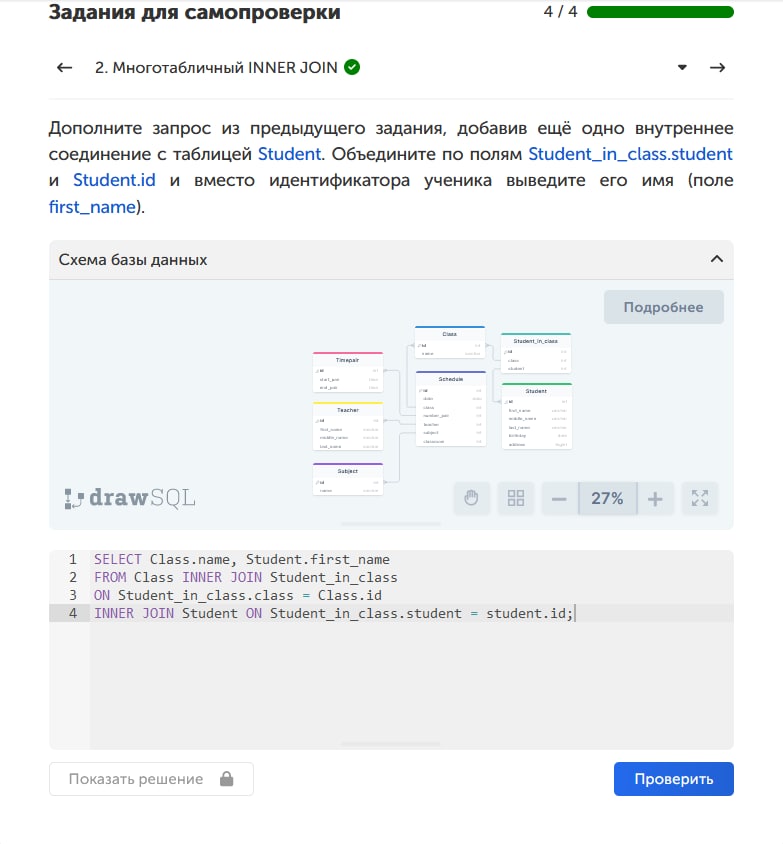 Задания для самопроверки
4 / 4
2. Многотабличный INNER JOIN
Дополните запрос из предыдущего задания, добавив ещё одно внутреннее
соединение с таблицей Student. Объедините по полям Student_in_class.student
и Student.id и вместо идентификатора ученика выведите его имя (поле
first_name).
Схема базы данных
Подробнее
Class
id
name
Student_in_class
id
class
student
Timepair
id
start_pair
end_pair
Schedule
id
date
class
number_pair
teacher
subject
classroom
Student
id
first_name
middle_name
last_name
birthday
address
Teacher
id
first_name
middle_name
last_name
Subject
id
name
drawSQL
27%
1 SELECT Class.name, Student.first_name
2 FROM Class INNER JOIN Student_in_class
3 ON Student_in_class.class = Class.id
4 INNER JOIN Student ON Student_in_class.student = student.id;
Показать решение
Проверить